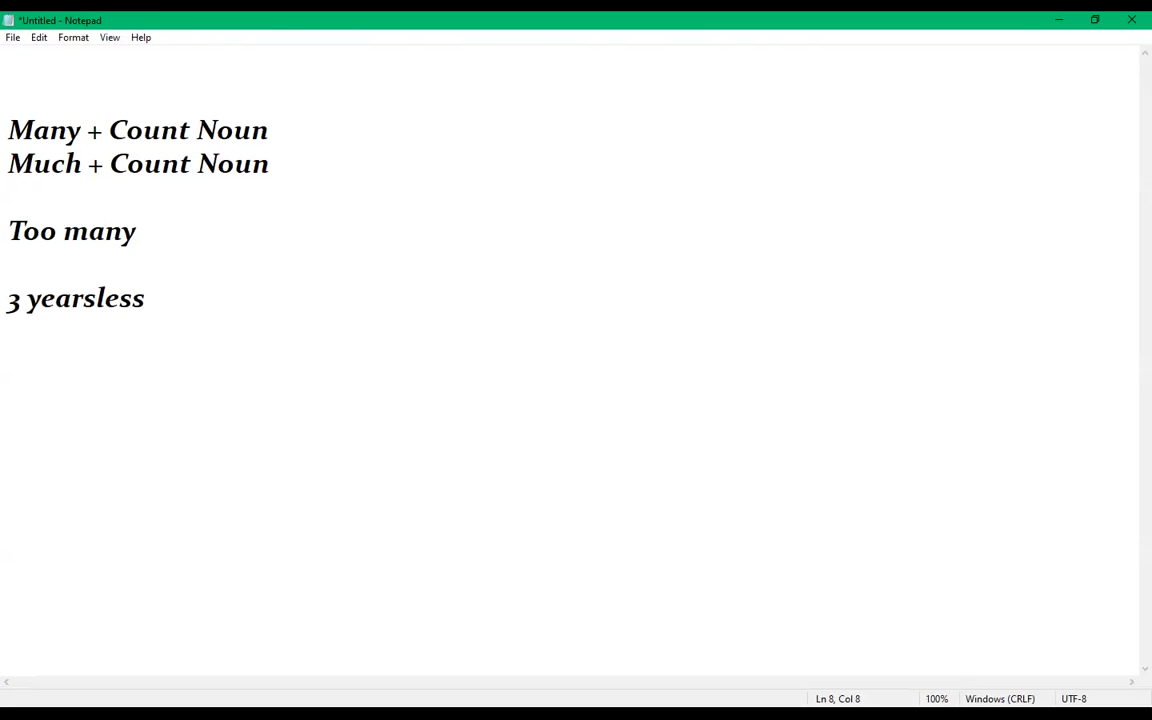 *Untitled - Notepad
File Edit Format View Help
Many + Count Noun
Much + Count Noun
Too many
3 yearsless
Ln 8, Col 8 100% Windows (CRLF) UTF-8